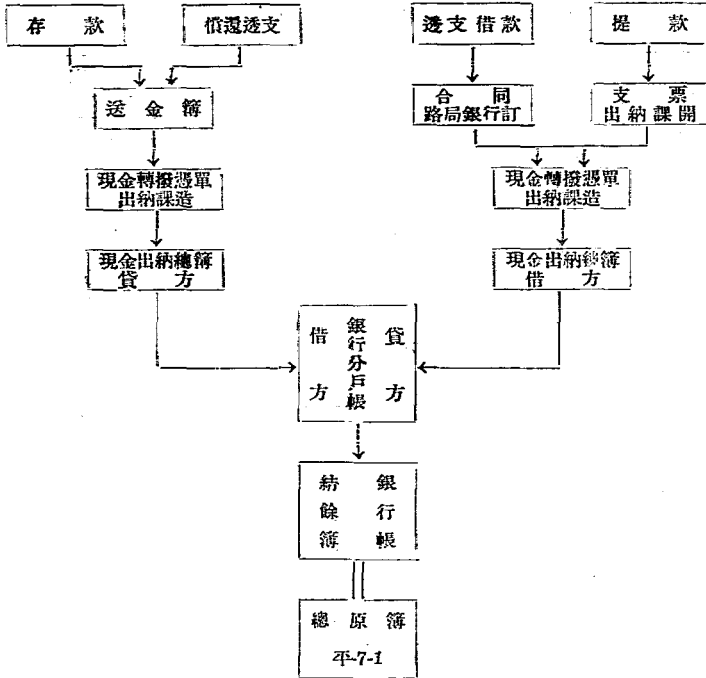 存款
償還透支
透支借款
提款
送金簿
合同
路局銀行訂
支票
出納課開
現金轉撥憑單
出納課造
現金轉撥憑單
出納課造
現金出納總簿
貸方
現金出納總簿
借方
借方
銀行分戶帳
貸方
銀行帳
結餘簿
總原簿
平-7-1